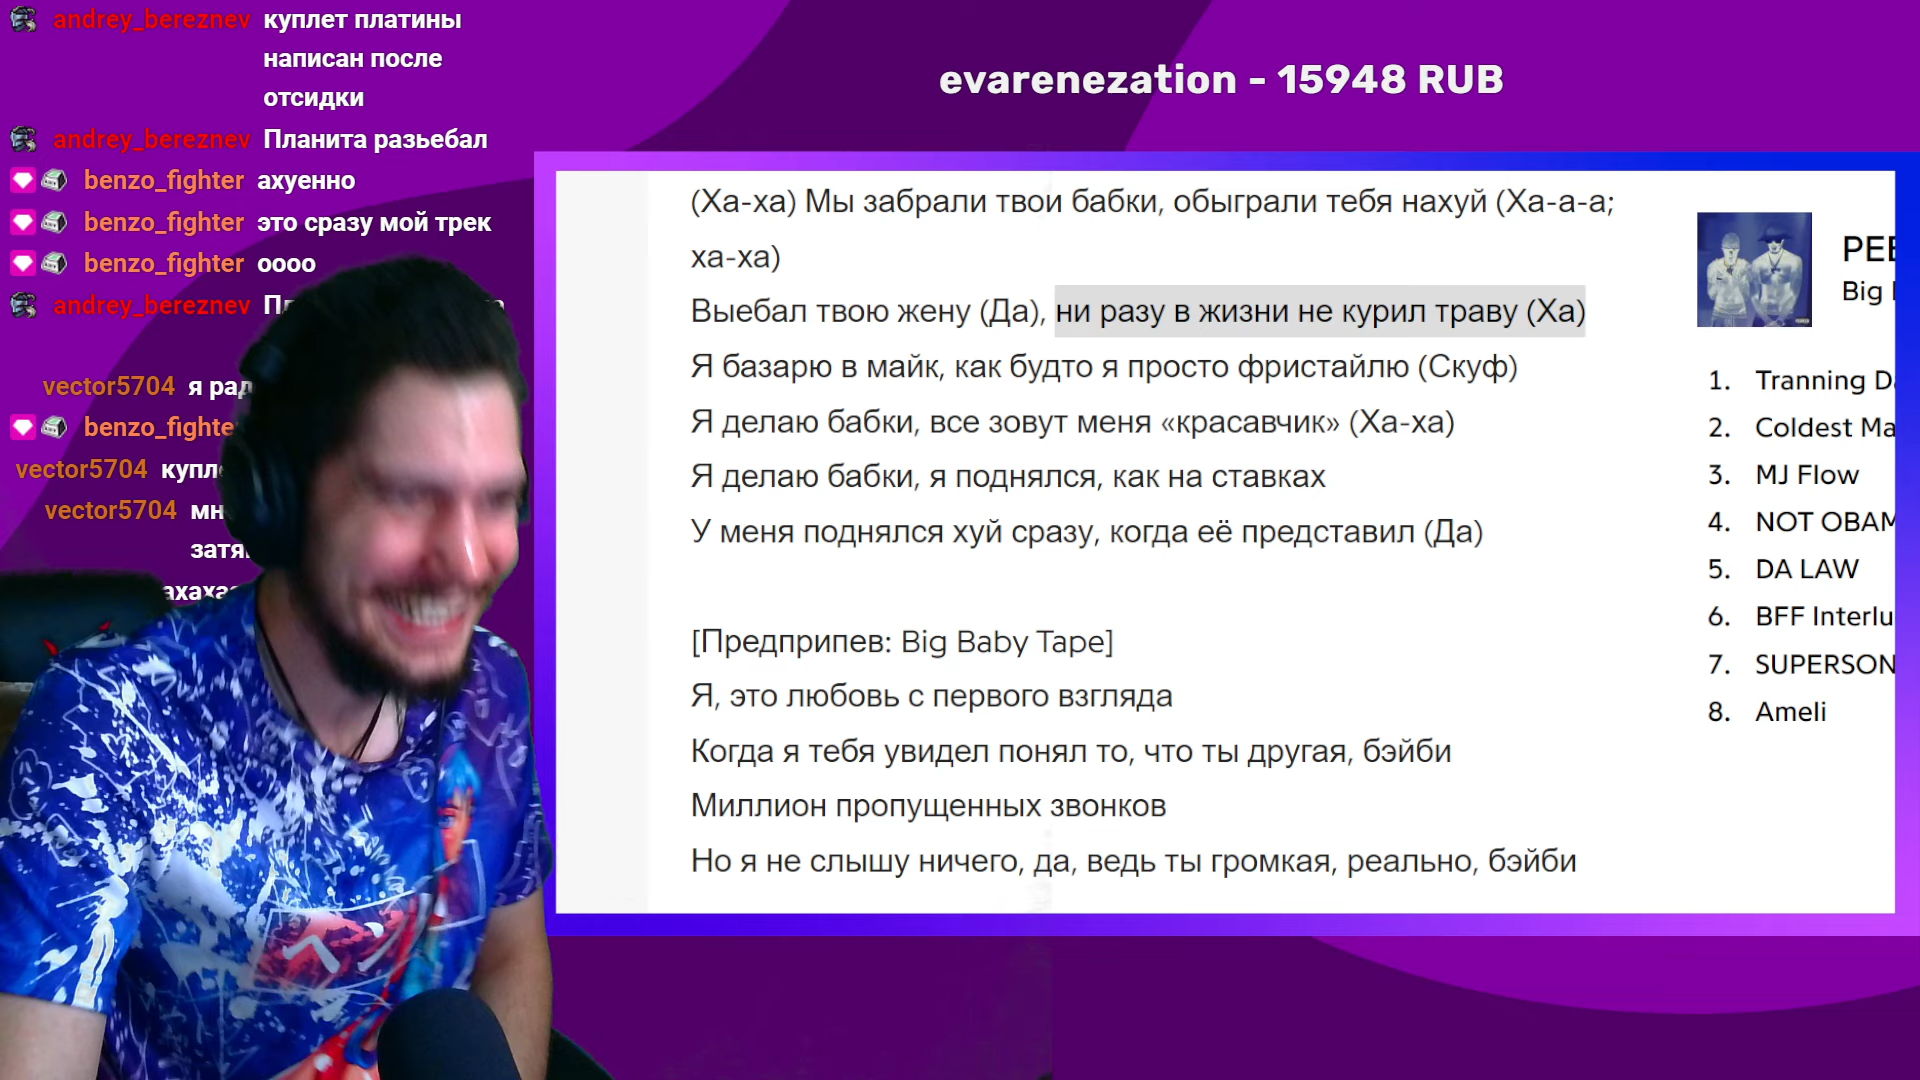 andrey_bereznev куплет платины
написан после
отсидки
andrey_bereznev Планита разьебал
benzo_fighter ахуенно
benzo_fighter это сразу мой трек
benzo_fighter оооо
andrey_bereznev
vector5704 я рад
vector5704
vector5704
evarenezation - 15948 RUB
(Ха-ха) Мы забрали твои бабки, обыграли тебя нахуй (Ха-а-а;
ха-ха)
Выебал твою жену (Да), ни разу в жизни не курил траву (Ха)
Я базарю в майк, как будто я просто фристайлю (Скуф)
Я делаю бабки, все зовут меня «красавчик» (Ха-ха)
Я делаю бабки, я поднялся, как на ставках
У меня поднялся хуй сразу, когда её представил (Да)
[Предприпев: Big Baby Tape]
Я, это любовь с первого взгляда
Когда я тебя увидел понял то, что ты другая, бэйби
Миллион пропущенных звонков
Но я не слышу ничего, да, ведь ты громкая, реально, бэйби
Big
1. Tranning
2. Coldest
3. MJ Flow
4. NOT
5. DA LAW
6. BFF
7.
8. Ameli